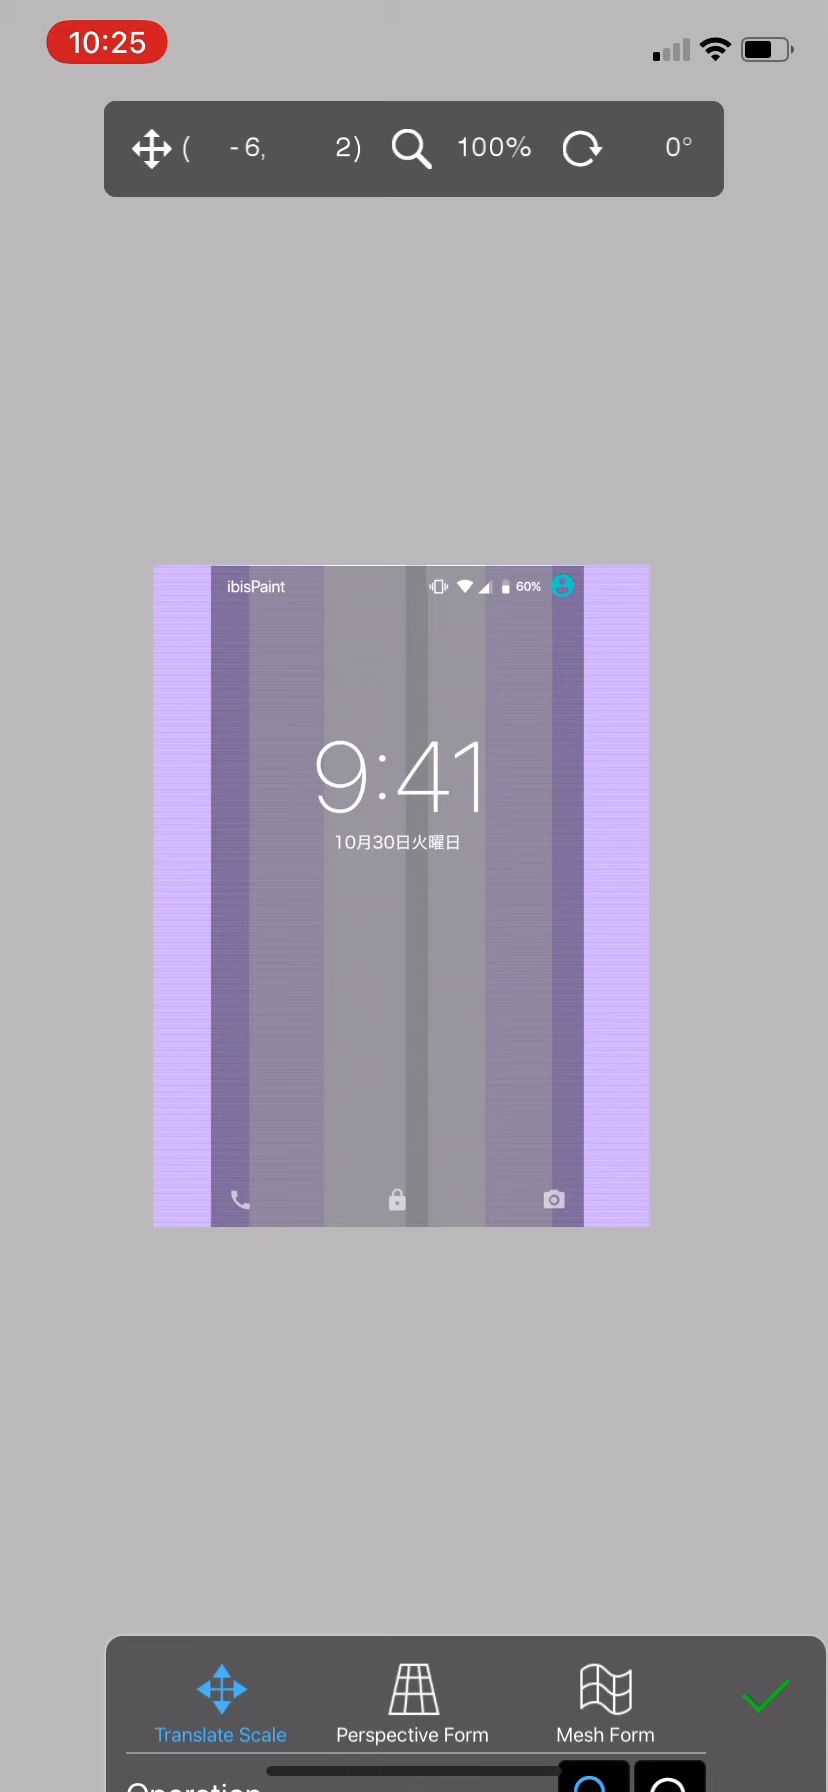 10:25
( -6, 2) 100% 0°
ibisPaint 60%
9:41
10月30日火曜日
Translate Scale Perspective Form Mesh Form
Operation